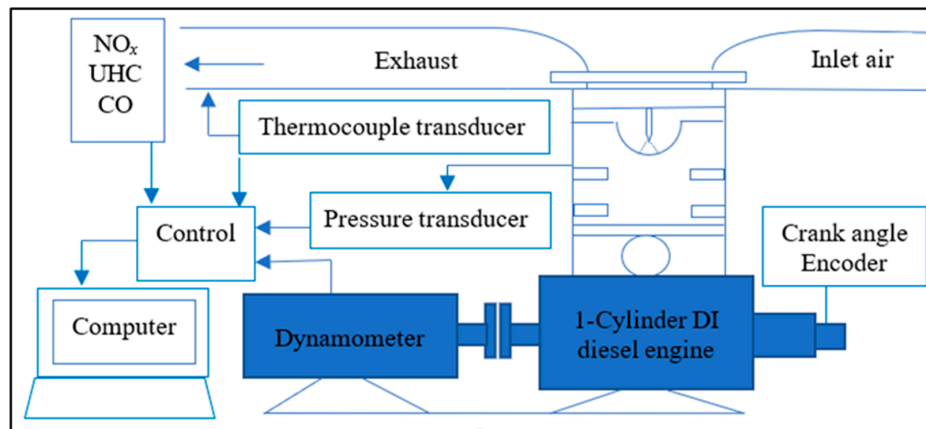 NOₓ
UHC
CO
Exhaust
Inlet air
Thermocouple transducer
Pressure transducer
Control
Crank angle
Encoder
Computer
Dynamometer
1-Cylinder DI
diesel engine